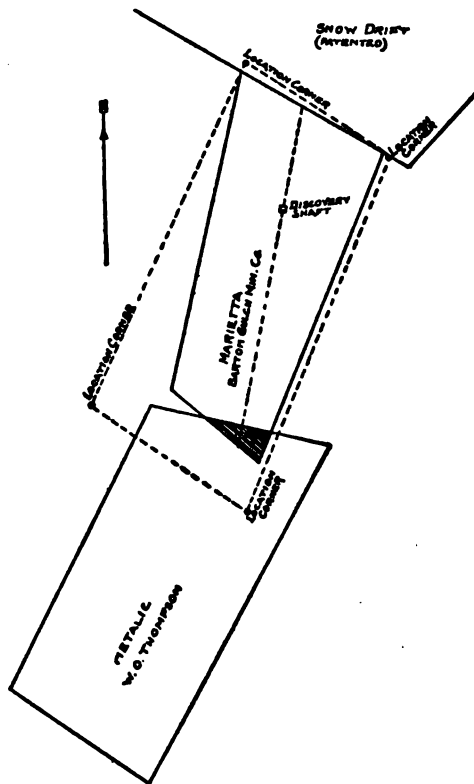 SNOW DRIFT
(PATENTED)
LOCATION CORNER
LOCATION
CORNER
DISCOVERY
SHAFT
MARIETTA
BARTON GULCH MIN. CO.
LOCATION CORNER
LOCATION
CORNER
METALIC
W.O. THOMPSON